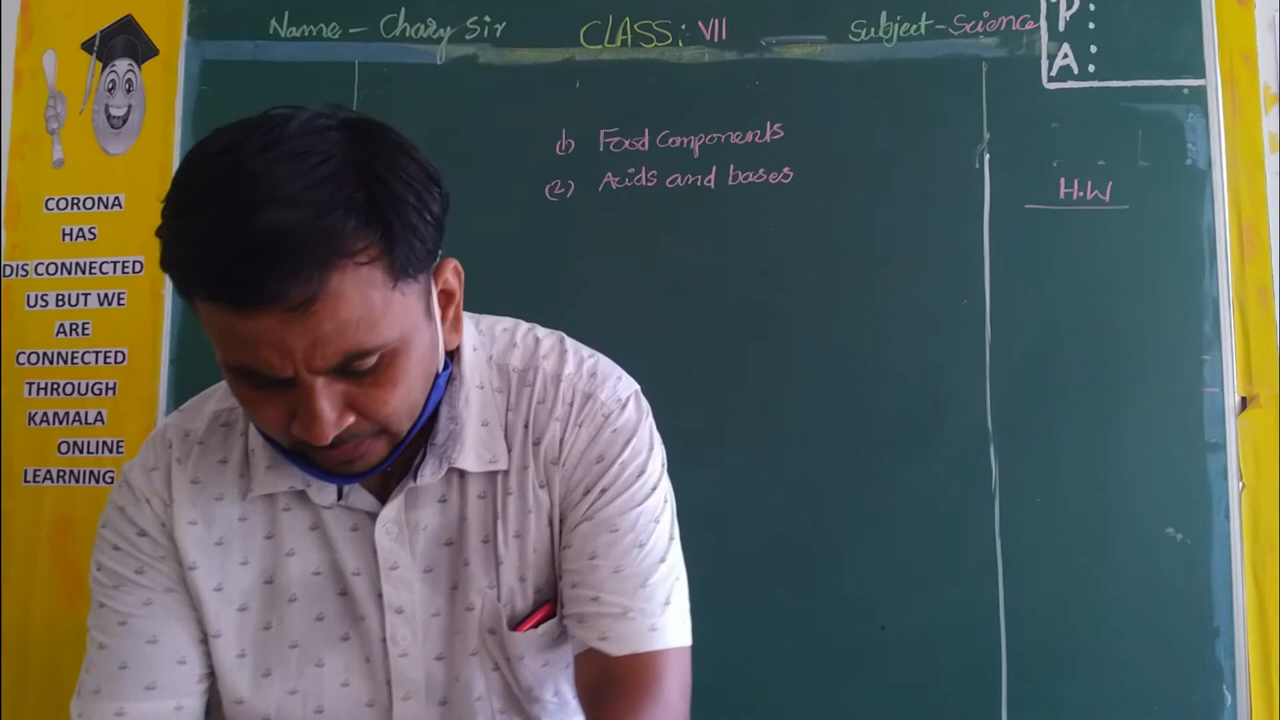 Name - Chary Sir CLASS: VII Subject - Science
P:
A:
1) Food Components
(2) Acids and bases
H.W
CORONA
HAS
DIS CONNECTED
US BUT WE
ARE
CONNECTED
THROUGH
KAMALA
ONLINE
LEARNING